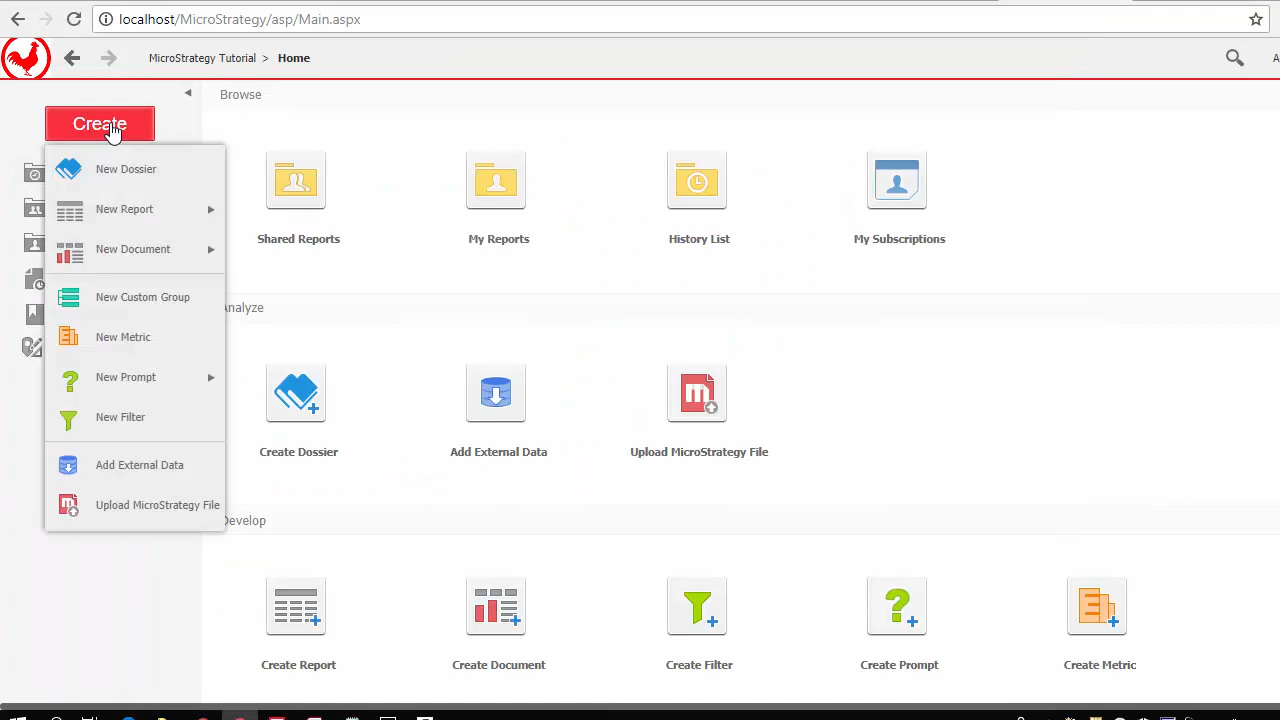 localhost/MicroStrategy/asp/Main.aspx
MicroStrategy Tutorial > Home
A
Create
New Dossier
New Report
New Document
New Custom Group
New Metric
New Prompt
New Filter
Add External Data
Upload MicroStrategy File
Browse
Shared Reports
My Reports
History List
My Subscriptions
Analyze
Create Dossier
Add External Data
Upload MicroStrategy File
Develop
Create Report
Create Document
Create Filter
Create Prompt
Create Metric